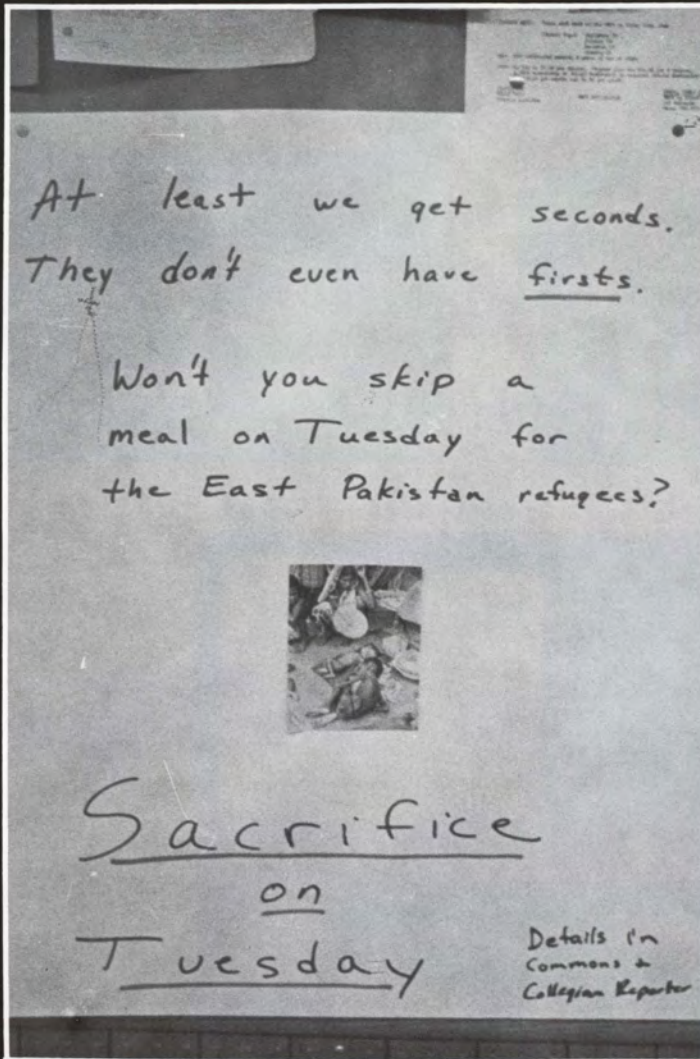 At least we get seconds.
They don't even have firsts.
Won't you skip a
meal on Tuesday for
the East Pakistan refugees?
Sacrifice
on
Tuesday
Details in
Commons +
Collegian Reporter